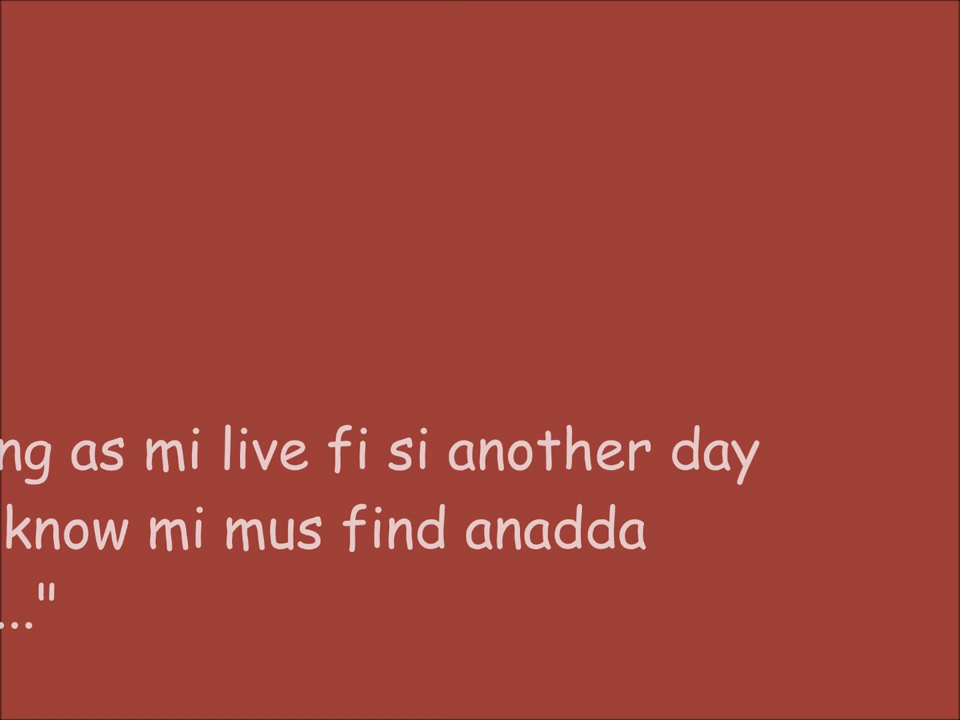 ng as mi live fi si another day
know mi mus find anadda
..."